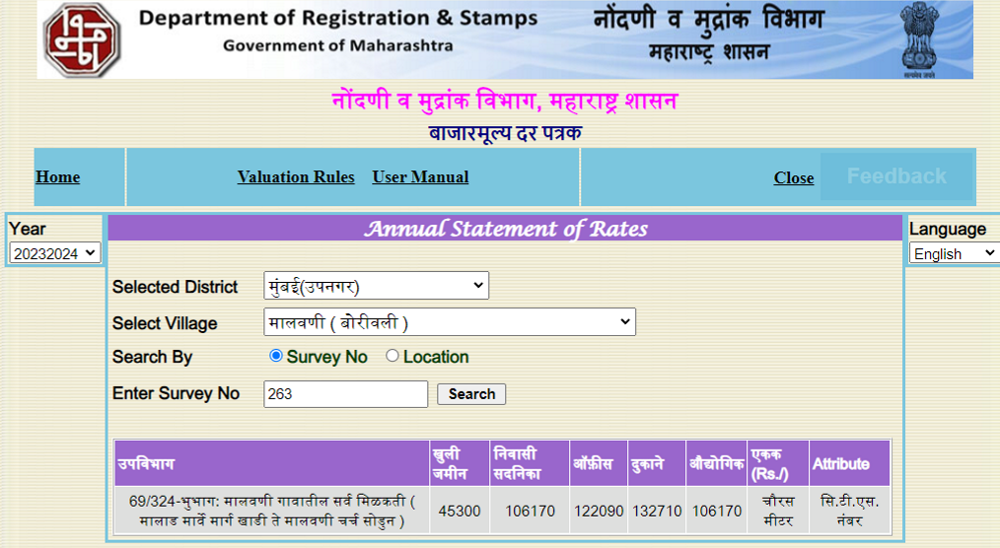 Department of Registration & Stamps
Government of Maharashtra
नोंदणी व मुद्रांक विभाग
महाराष्ट्र शासन
नोंदणी व मुद्रांक विभाग, महाराष्ट्र शासन
बाजारमूल्य दर पत्रक
Home Valuation Rules User Manual Close Feedback
Year
20232024
Annual Statement of Rates
Language
English
Selected District मुंबई(उपनगर)
Select Village मालवणी ( बोरीवली )
Search By Survey No Location
Enter Survey No 263 Search
उपविभाग खुली जमीन निवासी सदनिका ऑफ़ीस दुकाने औद्योगिक एकक (Rs./) Attribute
69/324-भुभाग: मालवणी गावातील सर्व मिळकती (
मालाड मार्वे मार्ग खाडी ते मालवणी चर्च सोडुन ) 45300 106170 122090 132710 106170 चौरस मीटर सि.टी.एस. नंबर